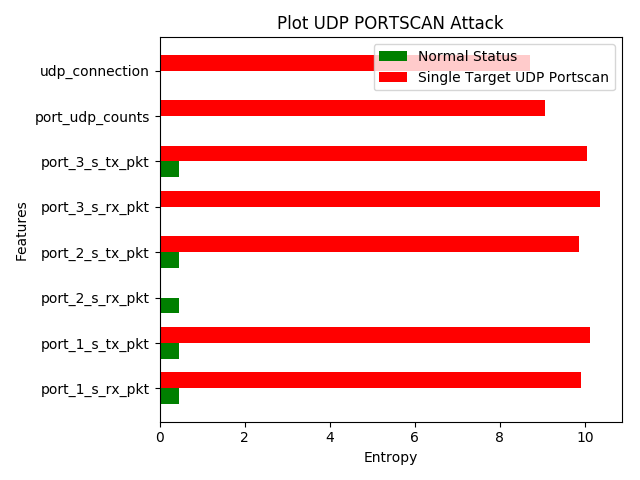 Plot UDP PORTSCAN Attack
Normal Status
Single Target UDP Portscan
udp_connection
port_udp_counts
port_3_s_tx_pkt
port_3_s_rx_pkt
port_2_s_tx_pkt
port_2_s_rx_pkt
port_1_s_tx_pkt
port_1_s_rx_pkt
Features
0 2 4 6 8 10
Entropy